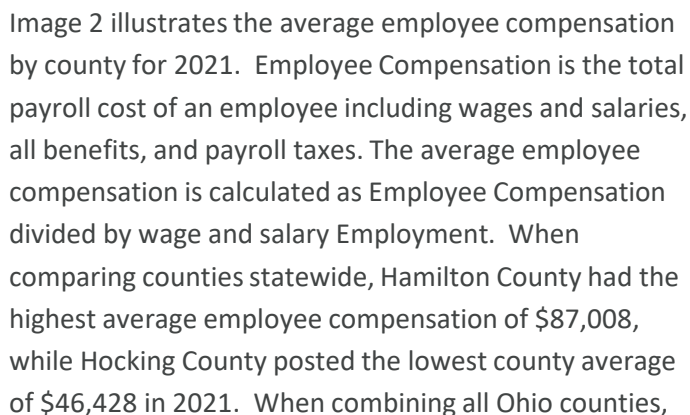 Image 2 illustrates the average employee compensation
by county for 2021.  Employee Compensation is the total
payroll cost of an employee including wages and salaries,
all benefits, and payroll taxes. The average employee
compensation is calculated as Employee Compensation
divided by wage and salary Employment.  When
comparing counties statewide, Hamilton County had the
highest average employee compensation of $87,008,
while Hocking County posted the lowest county average
of $46,428 in 2021.  When combining all Ohio counties,